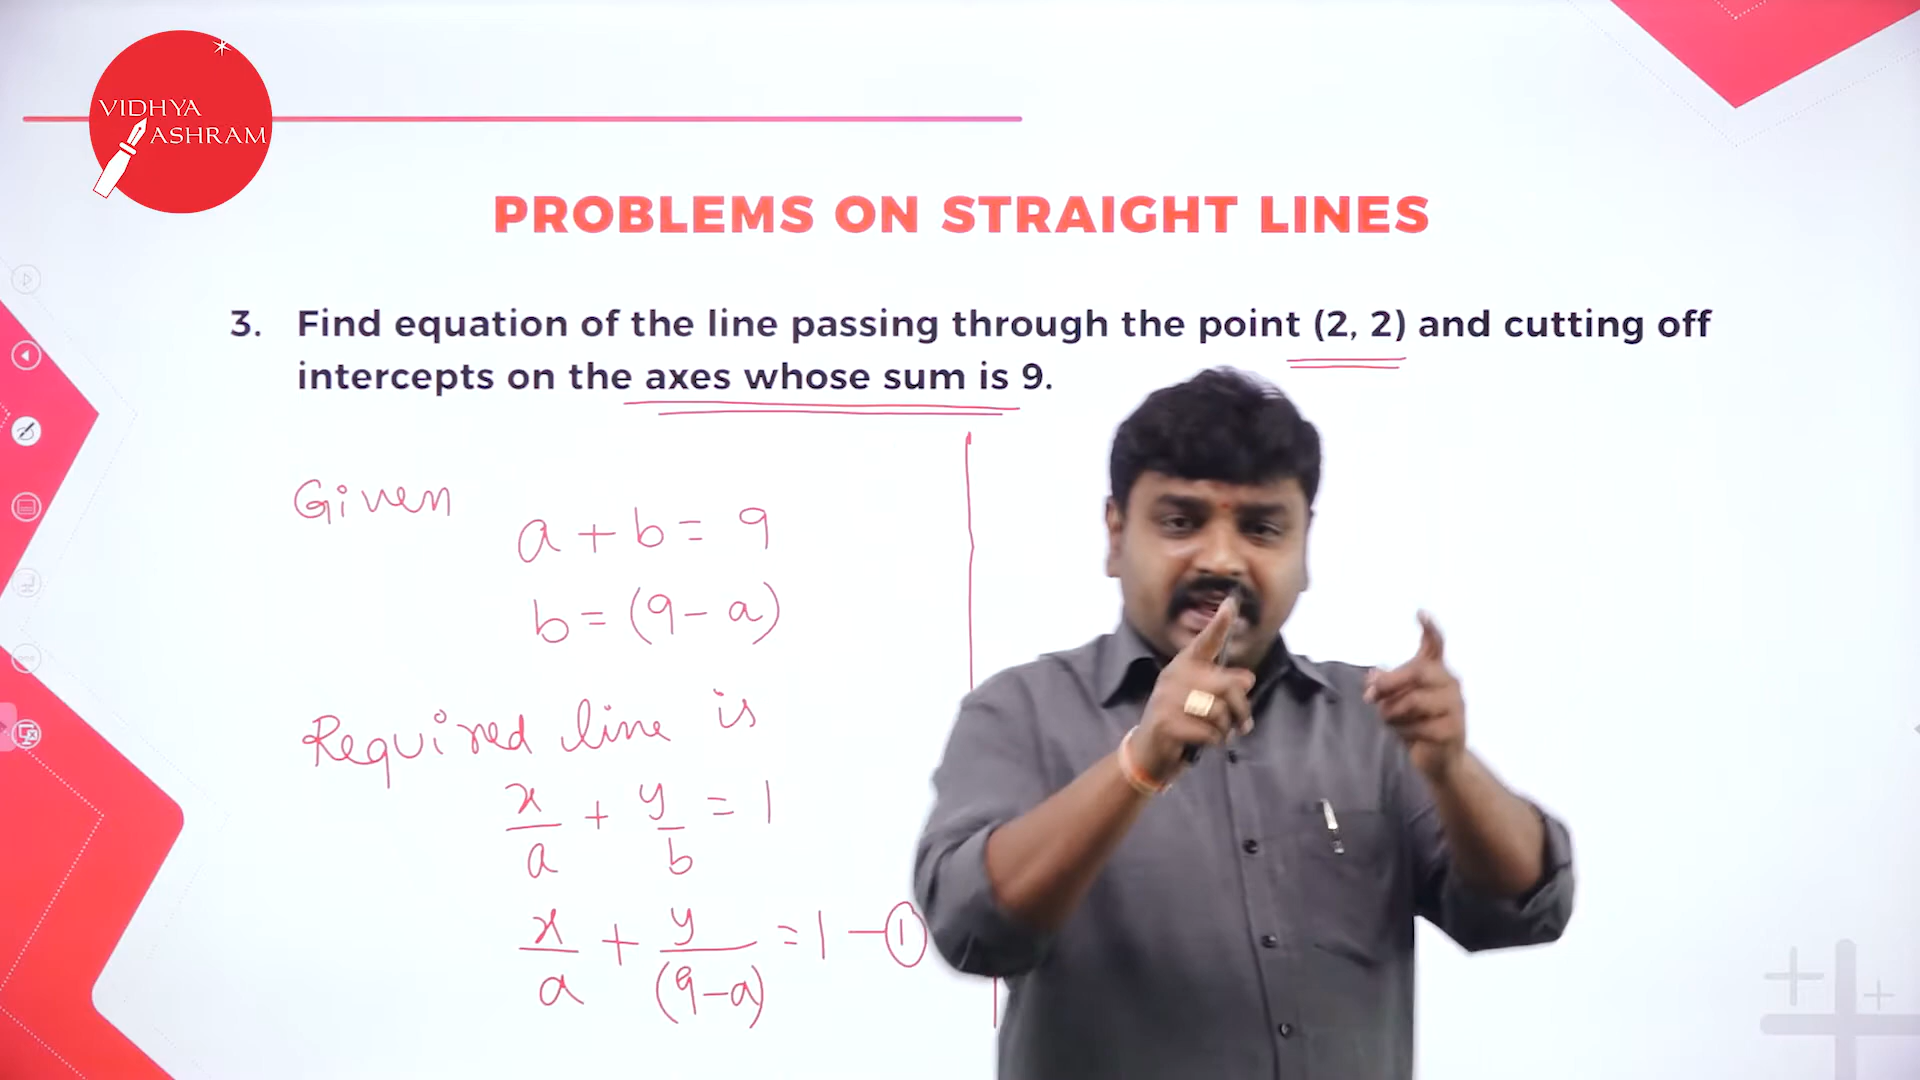 VIDHYA
ASHRAM
PROBLEMS ON STRAIGHT LINES
3. Find equation of the line passing through the point (2, 2) and cutting off
intercepts on the axes whose sum is 9.
Given
a + b = 9
b = (9 - a)
Required line is
x/a + y/b = 1
x/a + y/(9-a) = 1 — ①